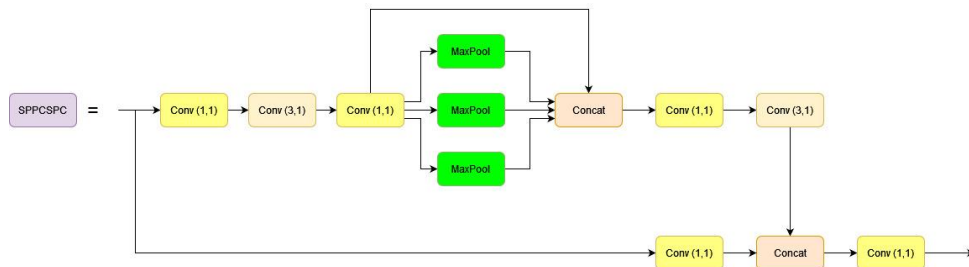 MaxPool
SPPCSPC = Conv (1,1) Conv (3,1) Conv (1,1) MaxPool Concat Conv (1,1) Conv (3,1)
MaxPool
Conv (1,1) Concat Conv (1,1)